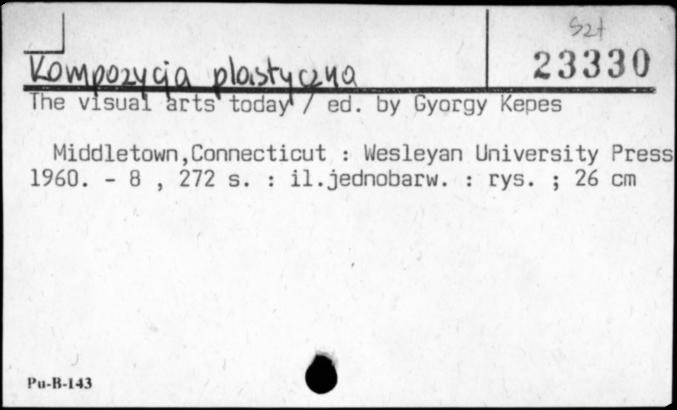 Szt
23330
Kompozycja plastyczna
The visual arts today / ed. by Gyorgy Kepes
Middletown,Connecticut : Wesleyan University Press
1960. - 8 , 272 s. : il.jednobarw. : rys. ; 26 cm
Pu-B-143